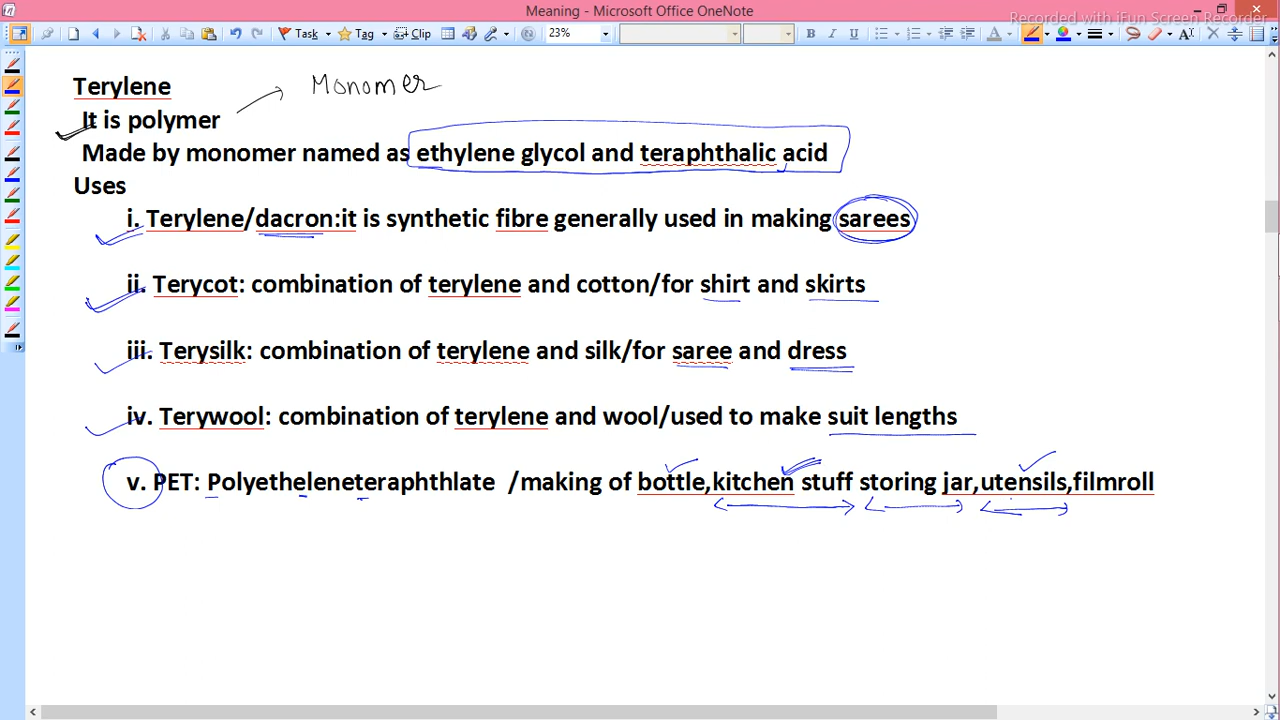 Meaning - Microsoft Office OneNote
Recorded with iFun Screen Recorder
Task Tag Clip 23% B I U A
Terylene
Monomer
It is polymer
Made by monomer named as ethylene glycol and teraphthalic acid
Uses
i. Terylene/dacron:it is synthetic fibre generally used in making sarees
ii. Terycot: combination of terylene and cotton/for shirt and skirts
iii. Terysilk: combination of terylene and silk/for saree and dress
iv. Terywool: combination of terylene and wool/used to make suit lengths
v. PET: Polyetheleneteraphthlate /making of bottle,kitchen stuff storing jar,utensils,filmroll